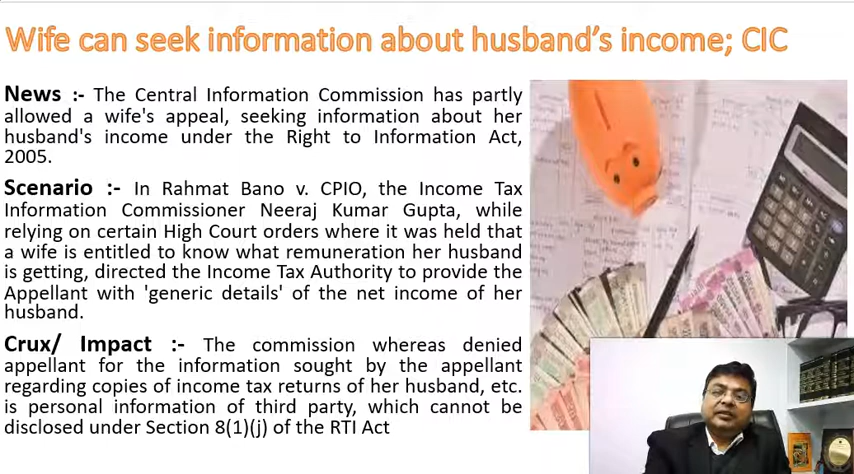 Wife can seek information about husband's income; CIC
News :- The Central Information Commission has partly
allowed a wife's appeal, seeking information about her
husband's income under the Right to Information Act,
2005.
Scenario :- In Rahmat Bano v. CPIO, the Income Tax
Information Commissioner Neeraj Kumar Gupta, while
relying on certain High Court orders where it was held that
a wife is entitled to know what remuneration her husband
is getting, directed the Income Tax Authority to provide the
Appellant with 'generic details' of the net income of her
husband.
Crux/ Impact :- The commission whereas denied
appellant for the information sought by the appellant
regarding copies of income tax returns of her husband, etc.
is personal information of third party, which cannot be
disclosed under Section 8(1)(j) of the RTI Act